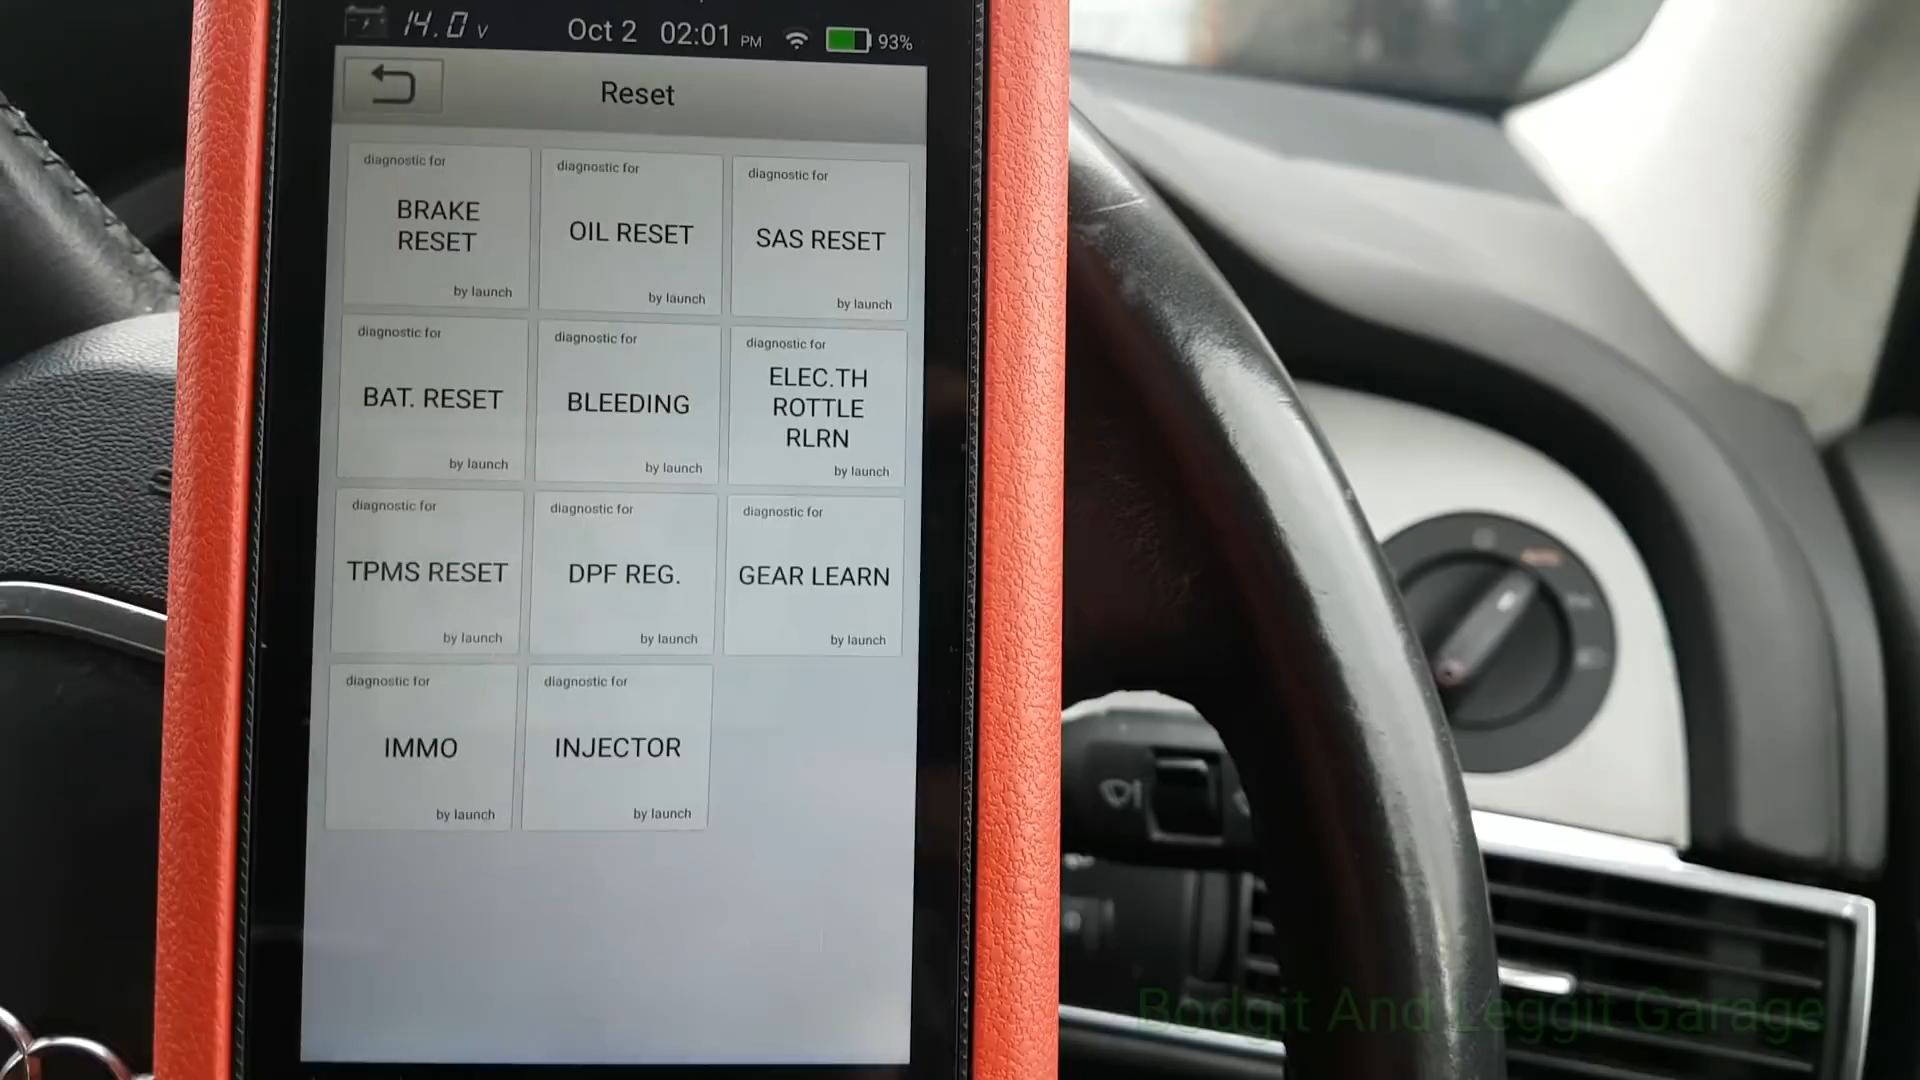 14.0 v
Oct 2 02:01 PM 93%
Reset
diagnostic for
BRAKE
RESET
by launch
diagnostic for
OIL RESET
by launch
diagnostic for
SAS RESET
by launch
diagnostic for
BAT. RESET
by launch
diagnostic for
BLEEDING
by launch
diagnostic for
ELEC.TH
ROTTLE
RLRN
by launch
diagnostic for
TPMS RESET
by launch
diagnostic for
DPF REG.
by launch
diagnostic for
GEAR LEARN
by launch
diagnostic for
IMMO
by launch
diagnostic for
INJECTOR
by launch
Bodgit And Leggit Garage